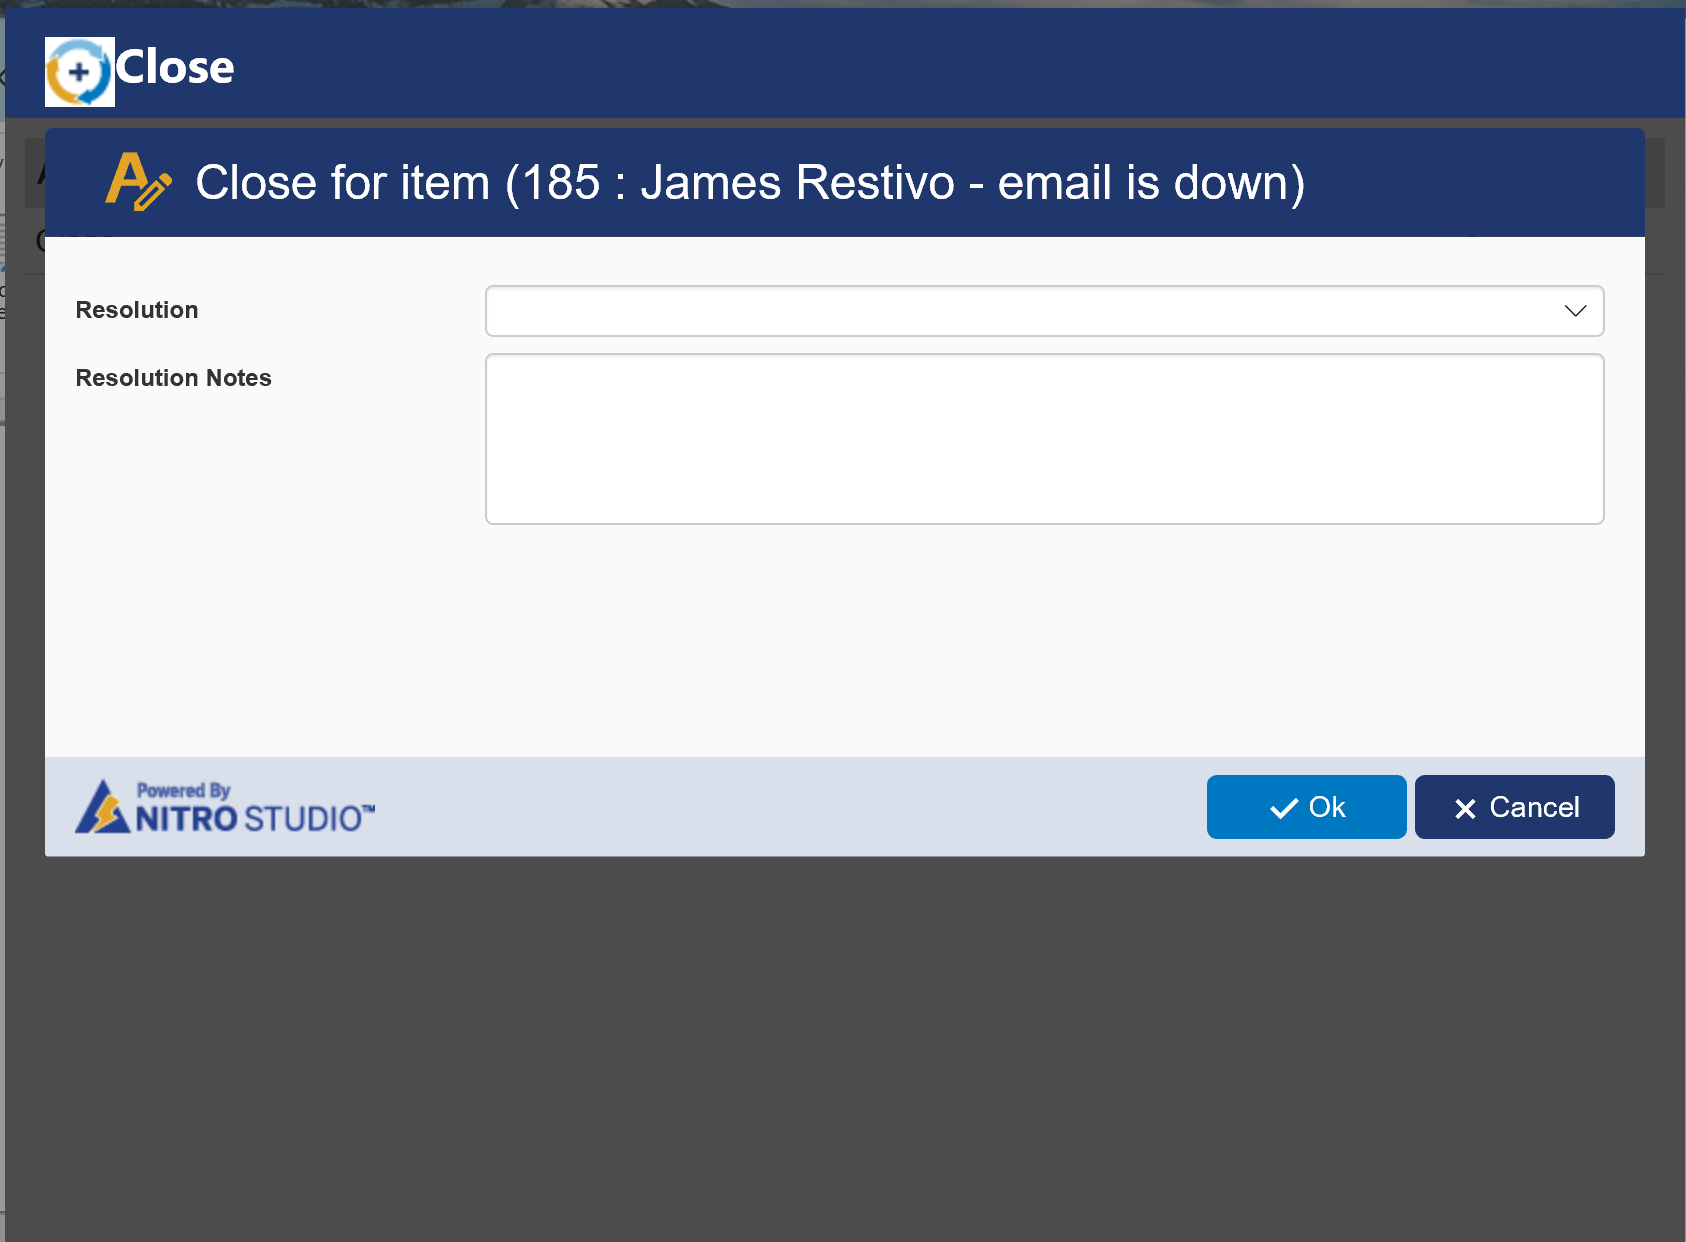 Close
Close for item (185 : James Restivo - email is down)
Resolution
Resolution Notes
Powered By
NITRO STUDIO™
Ok
Cancel